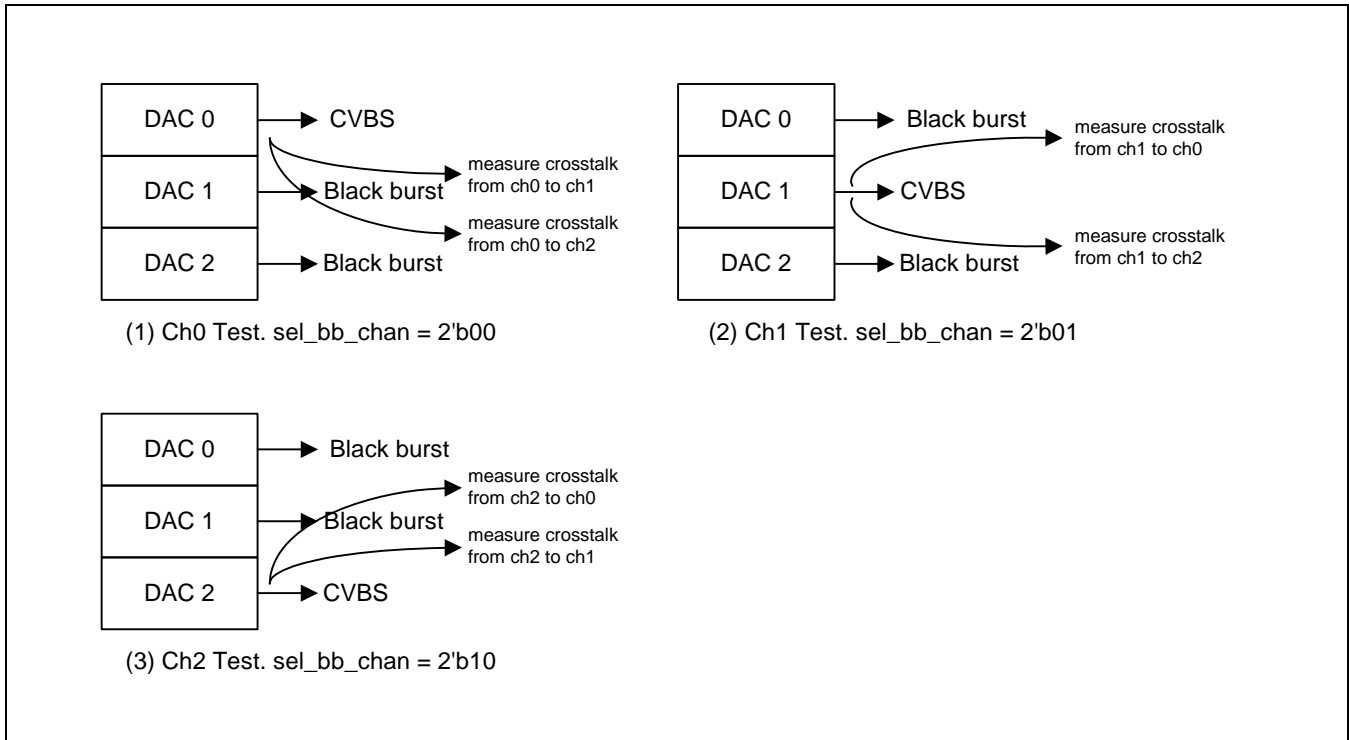 DAC 0
CVBS
measure crosstalk
from ch0 to ch1
DAC 1
Black burst
measure crosstalk
from ch0 to ch2
DAC 2
Black burst
(1) Ch0 Test. sel_bb_chan = 2'b00
DAC 0
Black burst
measure crosstalk
from ch1 to ch0
DAC 1
CVBS
measure crosstalk
from ch1 to ch2
DAC 2
Black burst
(2) Ch1 Test. sel_bb_chan = 2'b01
DAC 0
Black burst
measure crosstalk
from ch2 to ch0
DAC 1
Black burst
measure crosstalk
from ch2 to ch1
DAC 2
CVBS
(3) Ch2 Test. sel_bb_chan = 2'b10